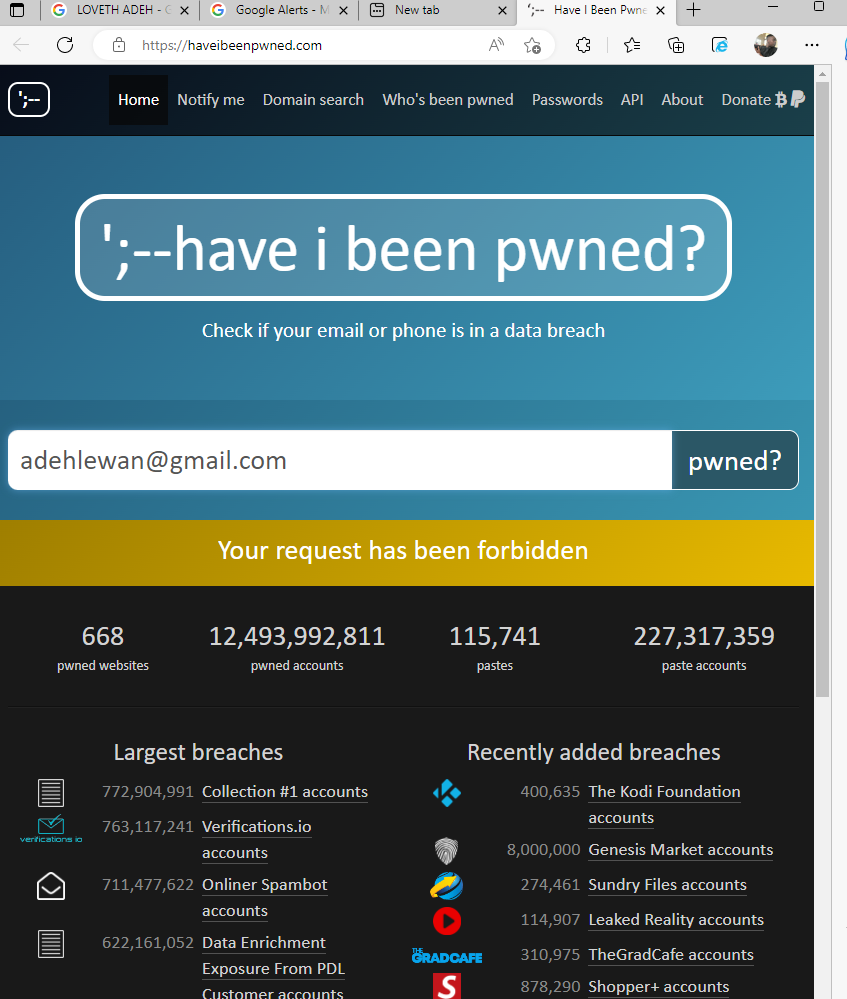 LOVETH ADEH - G
Google Alerts - M
New tab
';-- Have I Been Pwne
https://haveibeenpwned.com
';--
Home
Notify me
Domain search
Who's been pwned
Passwords
API
About
Donate
';--have i been pwned?
Check if your email or phone is in a data breach
adehlewan@gmail.com
pwned?
Your request has been forbidden
668
pwned websites
12,493,992,811
pwned accounts
115,741
pastes
227,317,359
paste accounts
Largest breaches
772,904,991 Collection #1 accounts
verifications io
763,117,241 Verifications.io
accounts
711,477,622 Onliner Spambot
accounts
622,161,052 Data Enrichment
Exposure From PDL
Customer accounts
Recently added breaches
400,635 The Kodi Foundation
accounts
8,000,000 Genesis Market accounts
274,461 Sundry Files accounts
114,907 Leaked Reality accounts
THE
GRADCAFE
310,975 TheGradCafe accounts
S
878,290 Shopper+ accounts